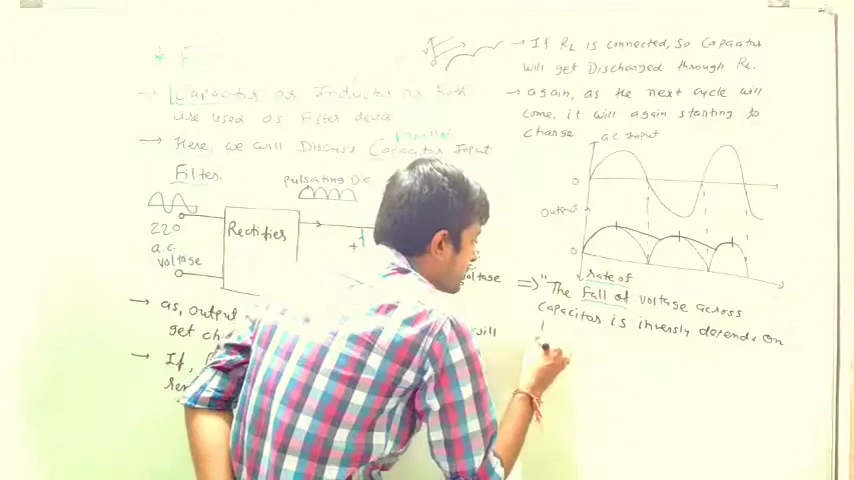 * F
→ Capacitor or Inductor or Both
are used as Filter device
→ Here, we will Discuss Capacitor Input
parallel
Filter.
pulsating D.C
220
a.c.
voltage
Rectifier
+
voltage
→ as, output
will
get ch
→ If,
→ If RL is connected, so Capacitor
will get Discharged through RL.
→ again, as the next cycle will
come, it will again starting to
charge
a.c Input
0
Output
0
rate of
⇒ "The Fall of voltage across
capacitor is inversly depends on